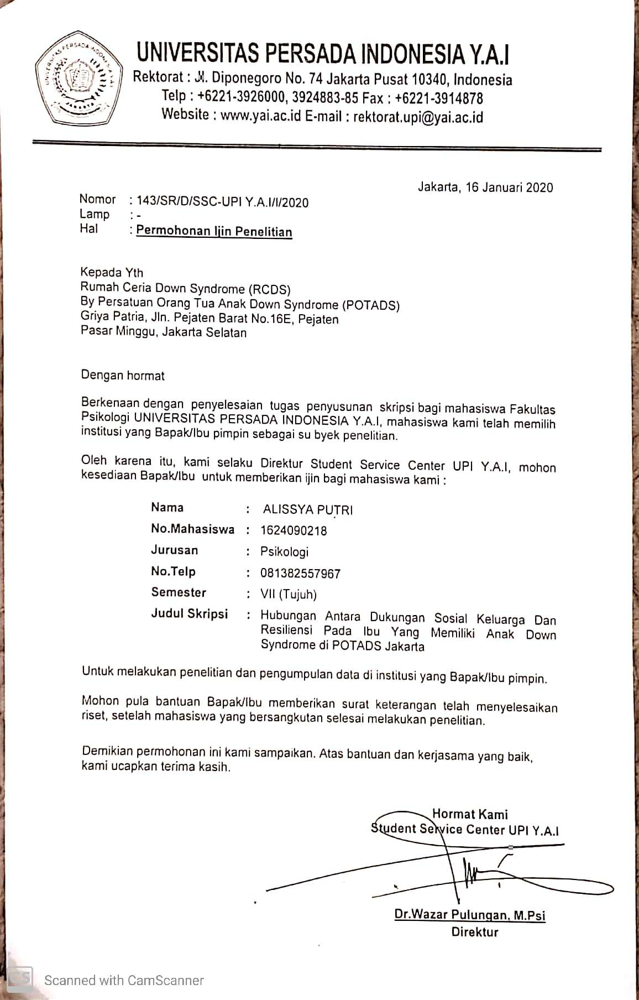 UNIVERSITAS PERSADA INDONESIA Y.A.I
JAKARTA
UNIVERSITAS PERSADA INDONESIA Y.A.I
Rektorat : Jl. Diponegoro No. 74 Jakarta Pusat 10340, Indonesia
Telp : +6221-3926000, 3924883-85 Fax : +6221-3914878
Website : www.yai.ac.id E-mail : rektorat.upi@yai.ac.id
Jakarta, 16 Januari 2020
Nomor : 143/SR/D/SSC-UPI Y.A.I/I/2020
Lamp : -
Hal : Permohonan Ijin Penelitian
Kepada Yth
Rumah Ceria Down Syndrome (RCDS)
By Persatuan Orang Tua Anak Down Syndrome (POTADS)
Griya Patria, Jln. Pejaten Barat No.16E, Pejaten
Pasar Minggu, Jakarta Selatan
Dengan hormat
Berkenaan dengan penyelesaian tugas penyusunan skripsi bagi mahasiswa Fakultas
Psikologi UNIVERSITAS PERSADA INDONESIA Y.A.I, mahasiswa kami telah memilih
institusi yang Bapak/Ibu pimpin sebagai su byek penelitian.
Oleh karena itu, kami selaku Direktur Student Service Center UPI Y.A.I, mohon
kesediaan Bapak/Ibu untuk memberikan ijin bagi mahasiswa kami :
Nama : ALISSYA PUTRI
No.Mahasiswa : 1624090218
Jurusan : Psikologi
No.Telp : 081382557967
Semester : VII (Tujuh)
Judul Skripsi : Hubungan Antara Dukungan Sosial Keluarga Dan
Resiliensi Pada Ibu Yang Memiliki Anak Down
Syndrome di POTADS Jakarta
Untuk melakukan penelitian dan pengumpulan data di institusi yang Bapak/Ibu pimpin.
Mohon pula bantuan Bapak/Ibu memberikan surat keterangan telah menyelesaikan
riset, setelah mahasiswa yang bersangkutan selesai melakukan penelitian.
Demikian permohonan ini kami sampaikan. Atas bantuan dan kerjasama yang baik,
kami ucapkan terima kasih.
Hormat Kami
Student Service Center UPI Y.A.I
Dr.Wazar Pulungan, M.Psi
Direktur
CS Scanned with CamScanner